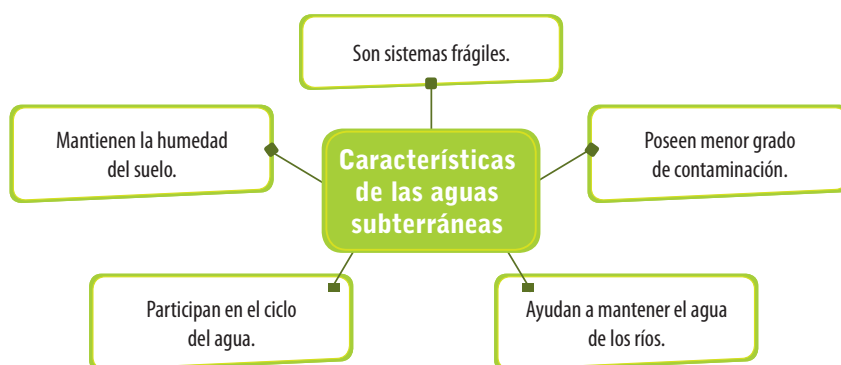 Son sistemas frágiles.
Mantienen la humedad
del suelo.
Poseen menor grado
de contaminación.
Características
de las aguas
subterráneas
Participan en el ciclo
del agua.
Ayudan a mantener el agua
de los ríos.